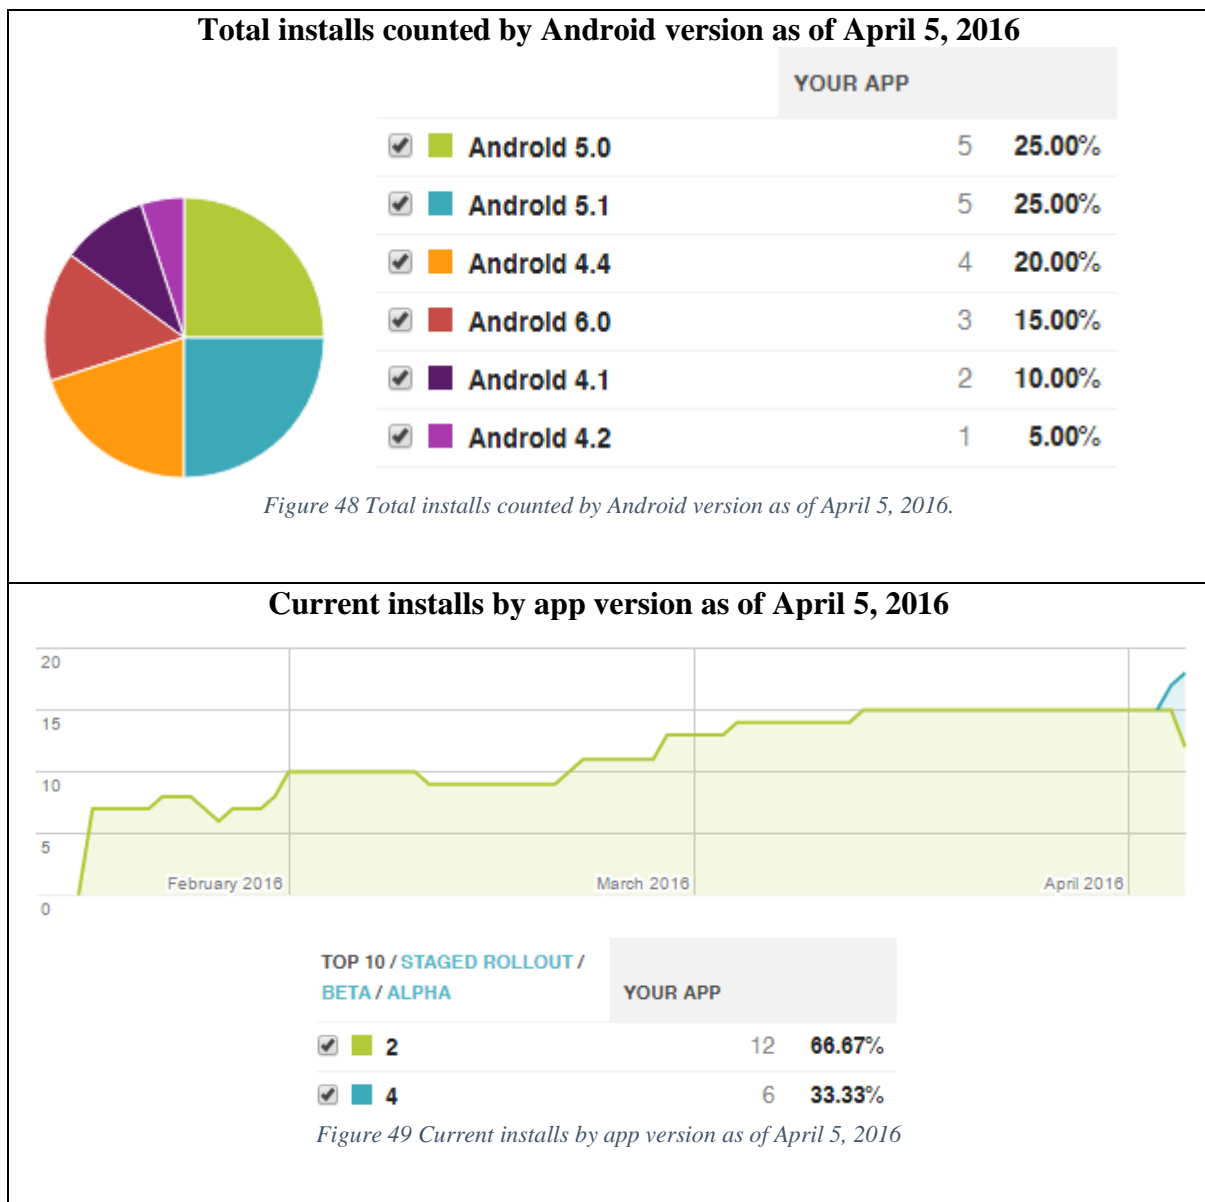 Total installs counted by Android version as of April 5, 2016
YOUR APP
Android 5.0 5 25.00%
Android 5.1 5 25.00%
Android 4.4 4 20.00%
Android 6.0 3 15.00%
Android 4.1 2 10.00%
Android 4.2 1 5.00%
Figure 48 Total installs counted by Android version as of April 5, 2016.
Current installs by app version as of April 5, 2016
20
15
10
5
February 2016 March 2016 April 2016
0
TOP 10 / STAGED ROLLOUT /
BETA / ALPHA YOUR APP
2 12 66.67%
4 6 33.33%
Figure 49 Current installs by app version as of April 5, 2016